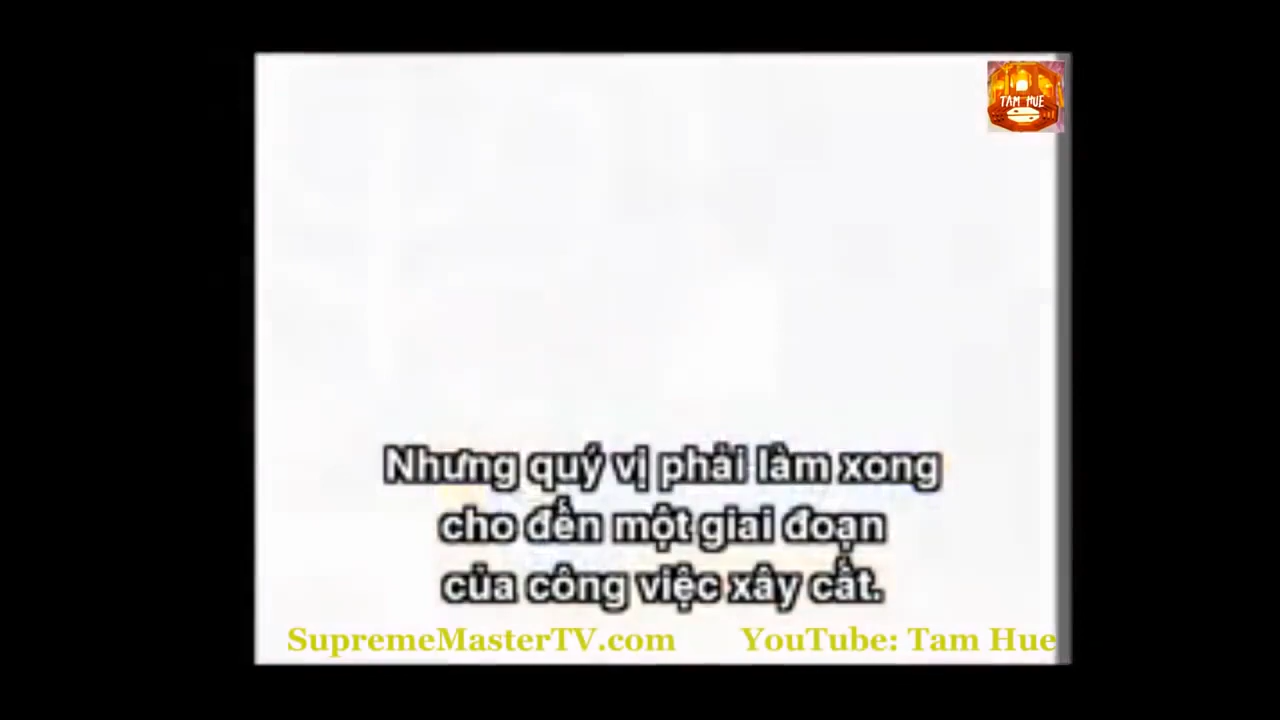 TAM HUE
Nhưng quý vị phải làm xong
cho đến một giai đoạn
của công việc xây cất.
SupremeMasterTV.com YouTube: Tam Hue